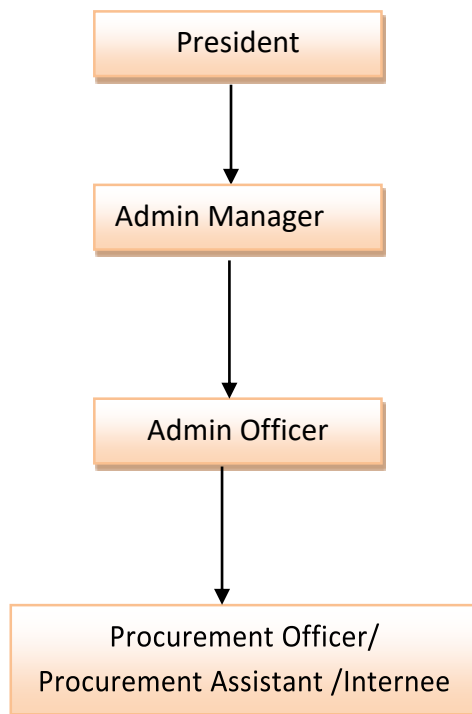 President
Admin Manager
Admin Officer
Procurement Officer/
Procurement Assistant /Internee